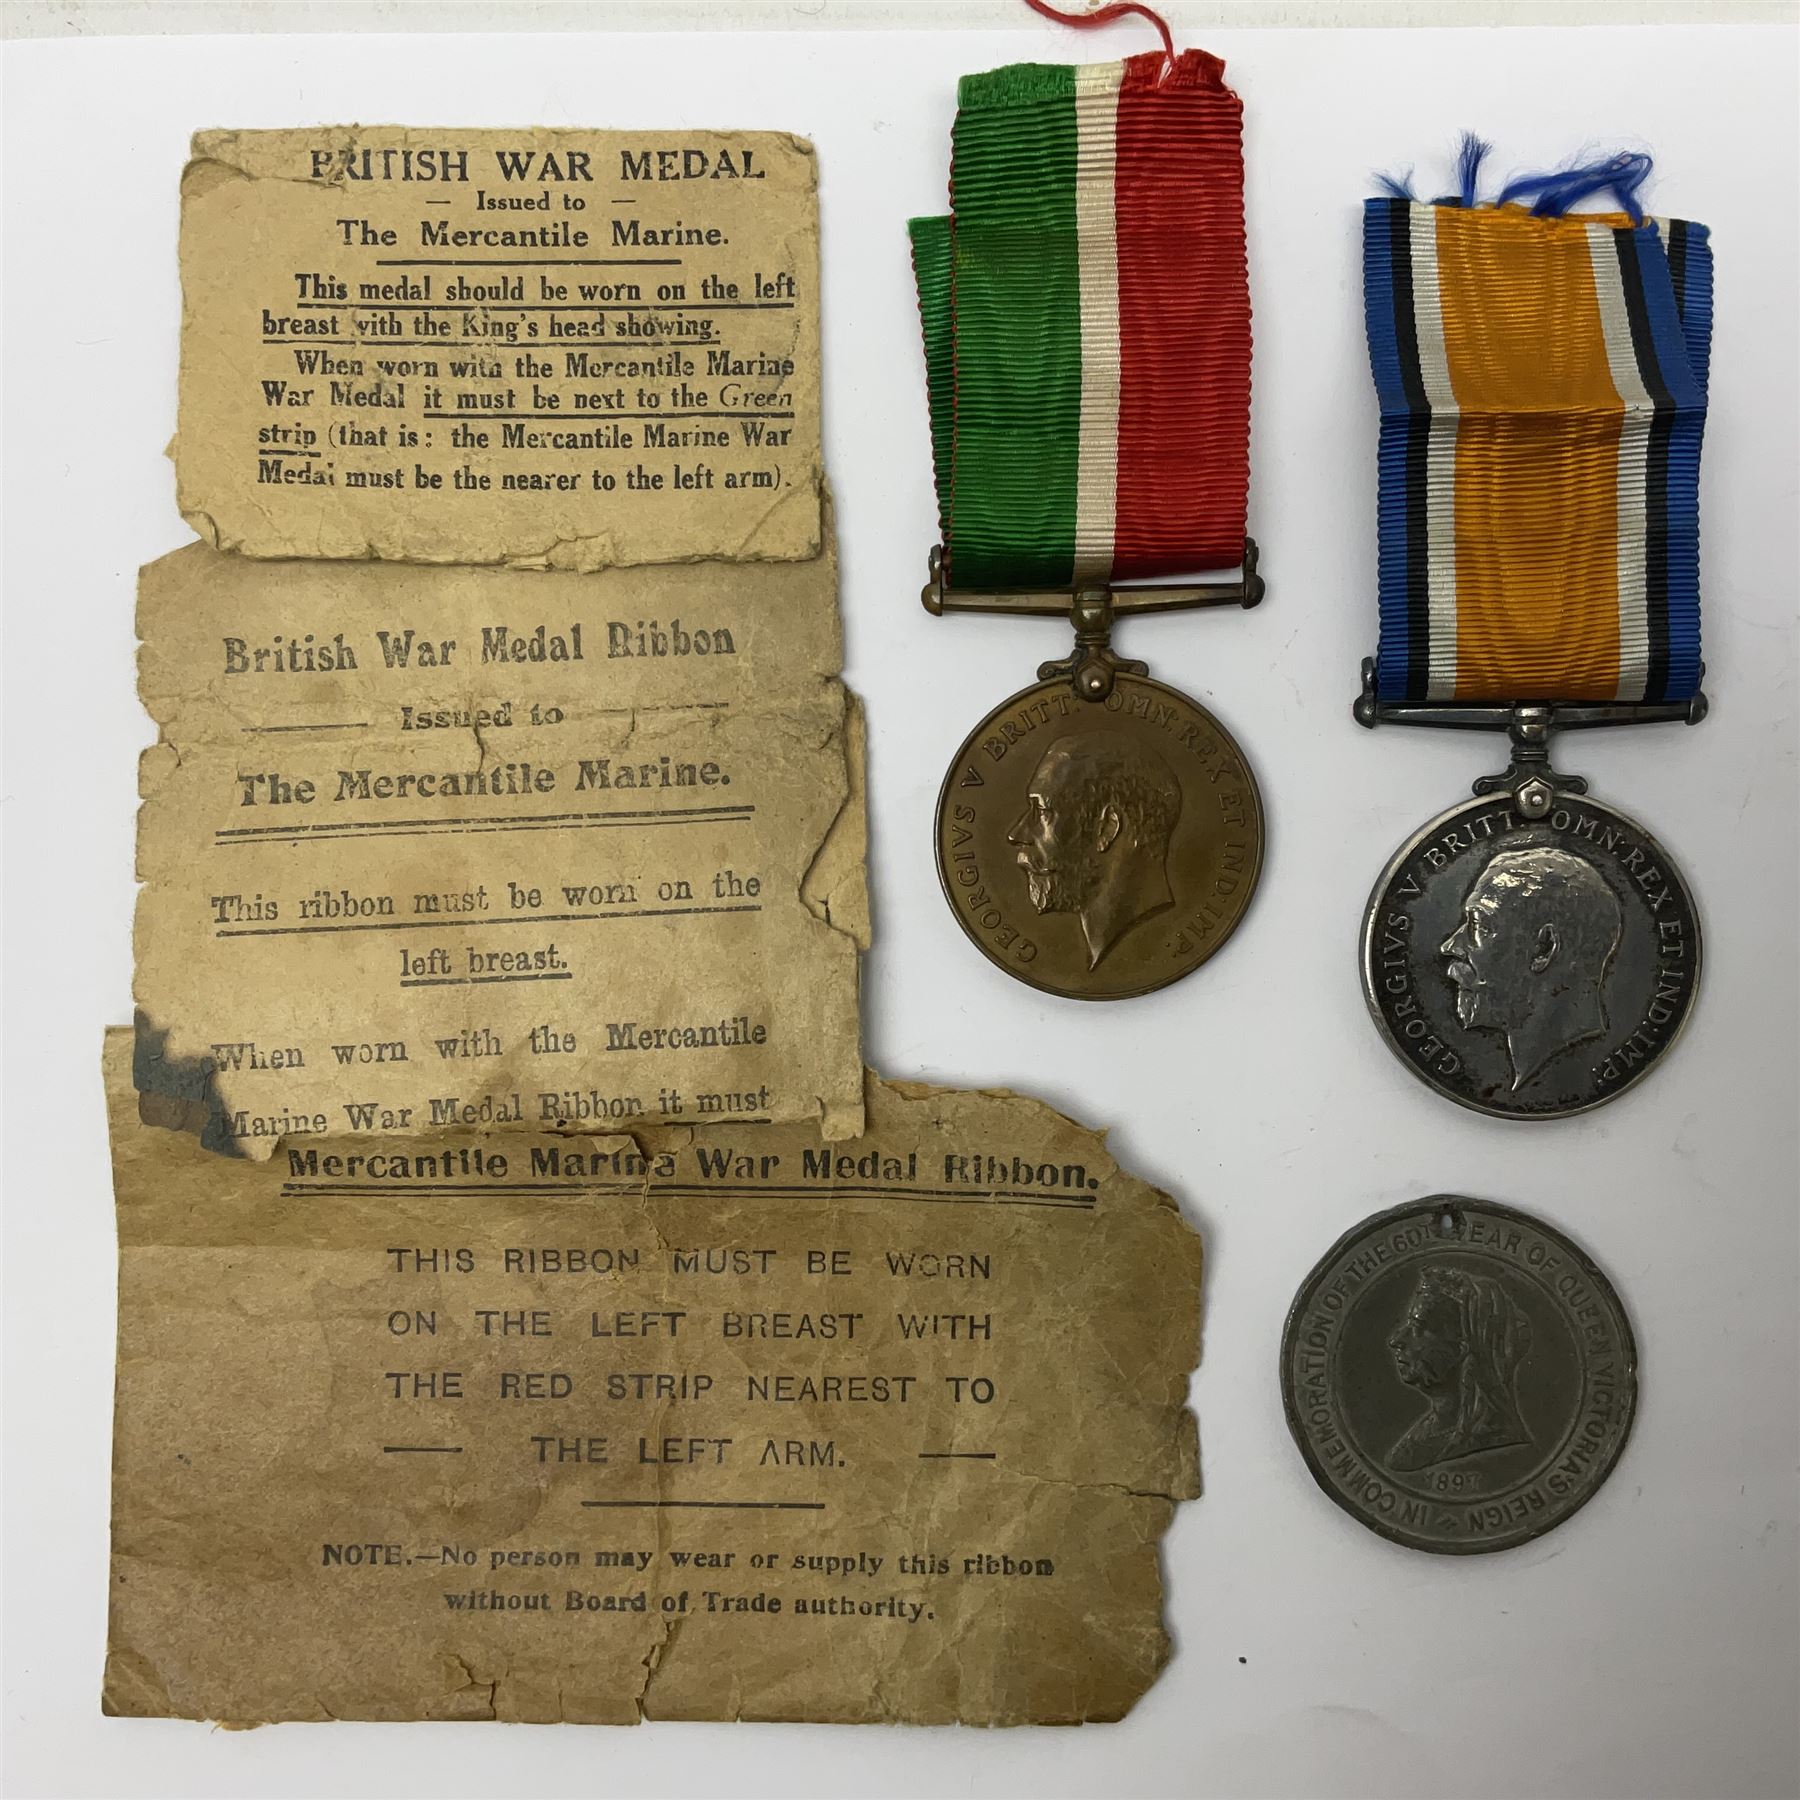 BRITISH WAR MEDAL
— Issued to —
The Mercantile Marine.
This medal should be worn on the left
breast with the King's head showing.
When worn with the Mercantile Marine
War Medal it must be next to the Green
strip (that is: the Mercantile Marine War
Medal must be the nearer to the left arm).
British War Medal Ribbon
Issued to
The Mercantile Marine.
This ribbon must be worn on the
left breast.
When worn with the Mercantile
Marine War Medal Ribbon it must
Mercantile Marine War Medal Ribbon.
THIS RIBBON MUST BE WORN
ON THE LEFT BREAST WITH
THE RED STRIP NEAREST TO
— THE LEFT ARM. —
NOTE.—No person may wear or supply this ribbon
without Board of Trade authority.
GEORGIVS V BRITT: OMN: REX ET IND: IMP:
GEORGIVS V BRITT: OMN: REX ET IND: IMP:
IN COMMEMORATION OF THE 60TH YEAR OF QUEEN VICTORIA'S REIGN
1897